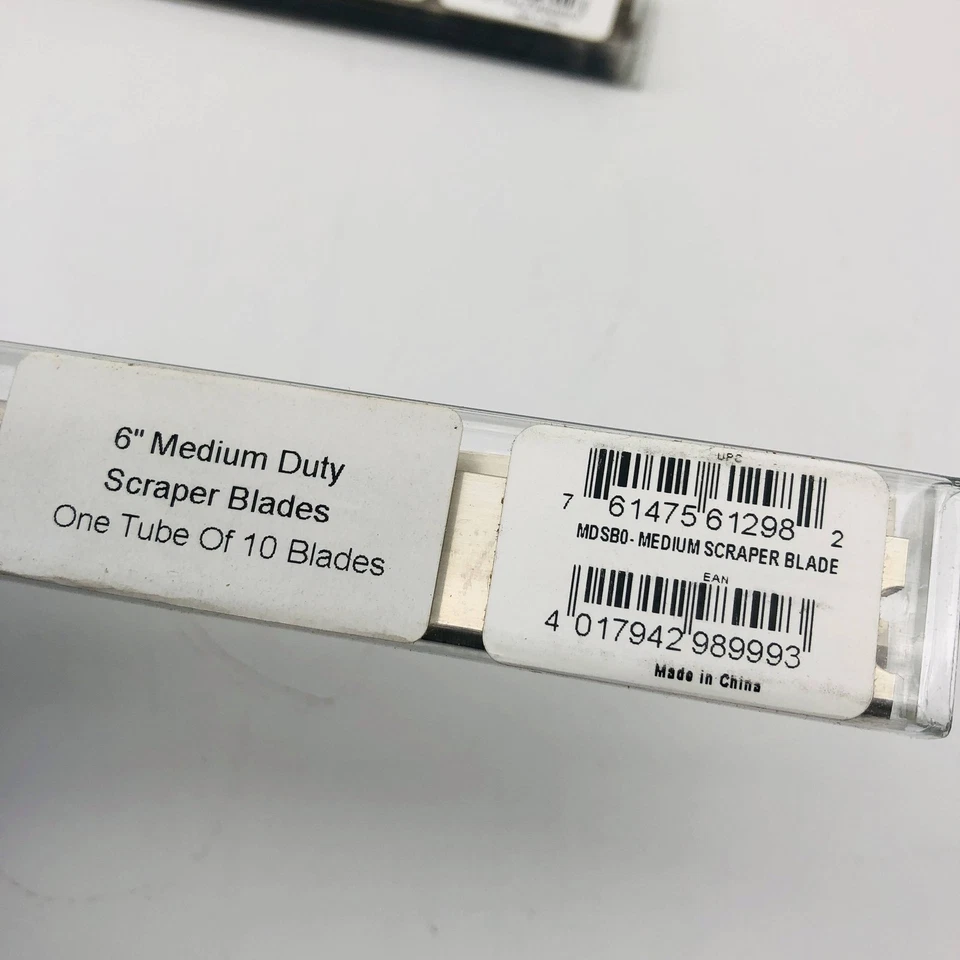 6" Medium Duty
Scraper Blades
One Tube Of 10 Blades
UPC
7 61475 61298 2
MDSB0- MEDIUM SCRAPER BLADE
EAN
4 017942 989993
Made in China